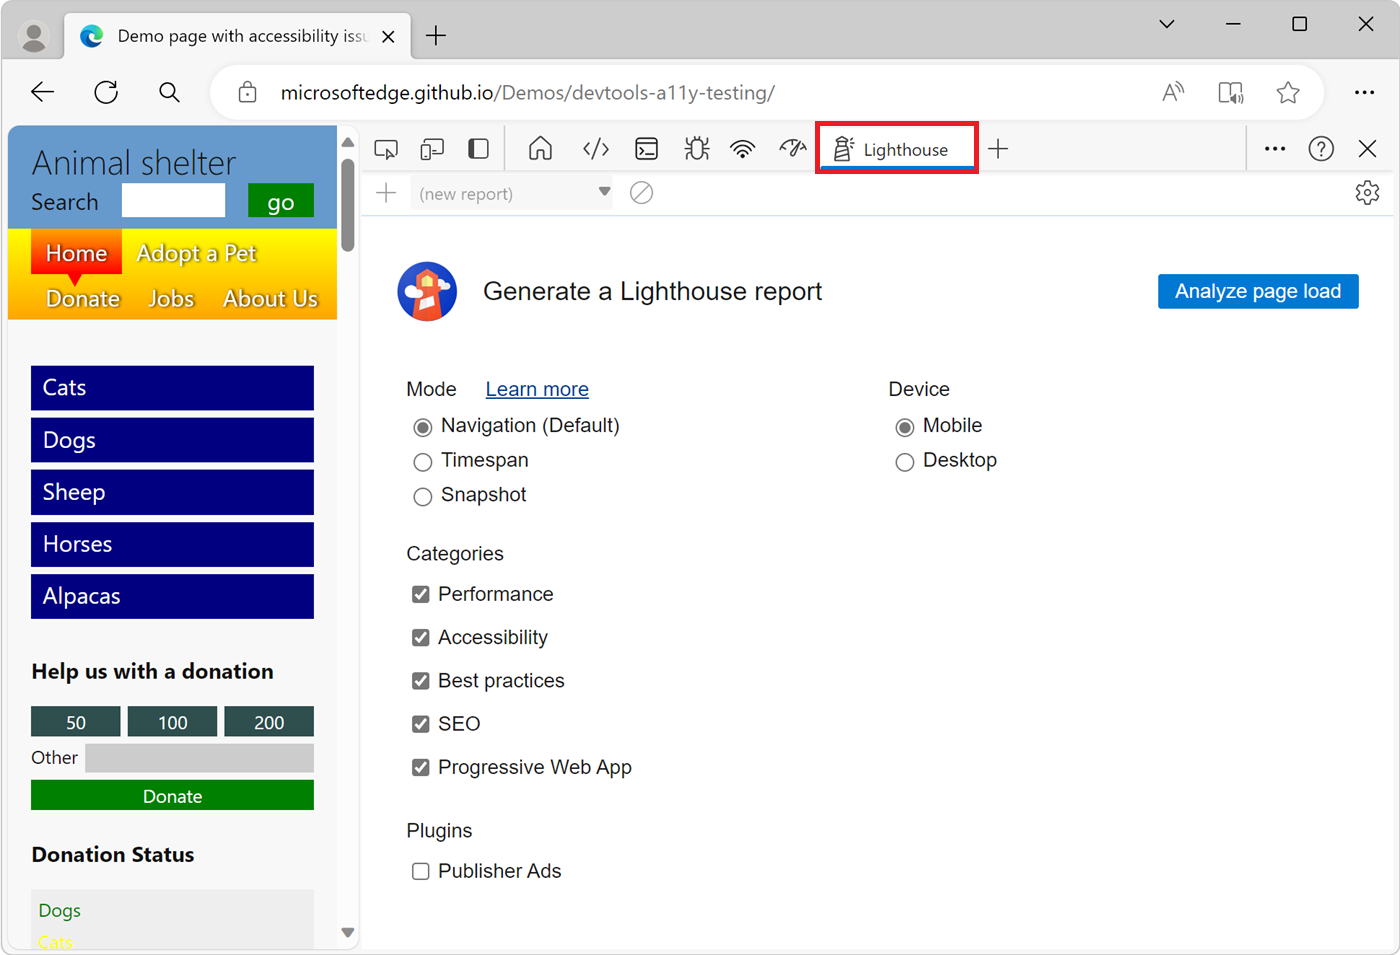 Demo page with accessibility issu
microsoftedge.github.io/Demos/devtools-a11y-testing/
Lighthouse
(new report)
Animal shelter
Search
go
Home
Adopt a Pet
Donate
Jobs
About Us
Cats
Dogs
Sheep
Horses
Alpacas
Help us with a donation
50
100
200
Other
Donate
Donation Status
Dogs
Cats
Generate a Lighthouse report
Analyze page load
Mode
Learn more
Navigation (Default)
Timespan
Snapshot
Device
Mobile
Desktop
Categories
Performance
Accessibility
Best practices
SEO
Progressive Web App
Plugins
Publisher Ads